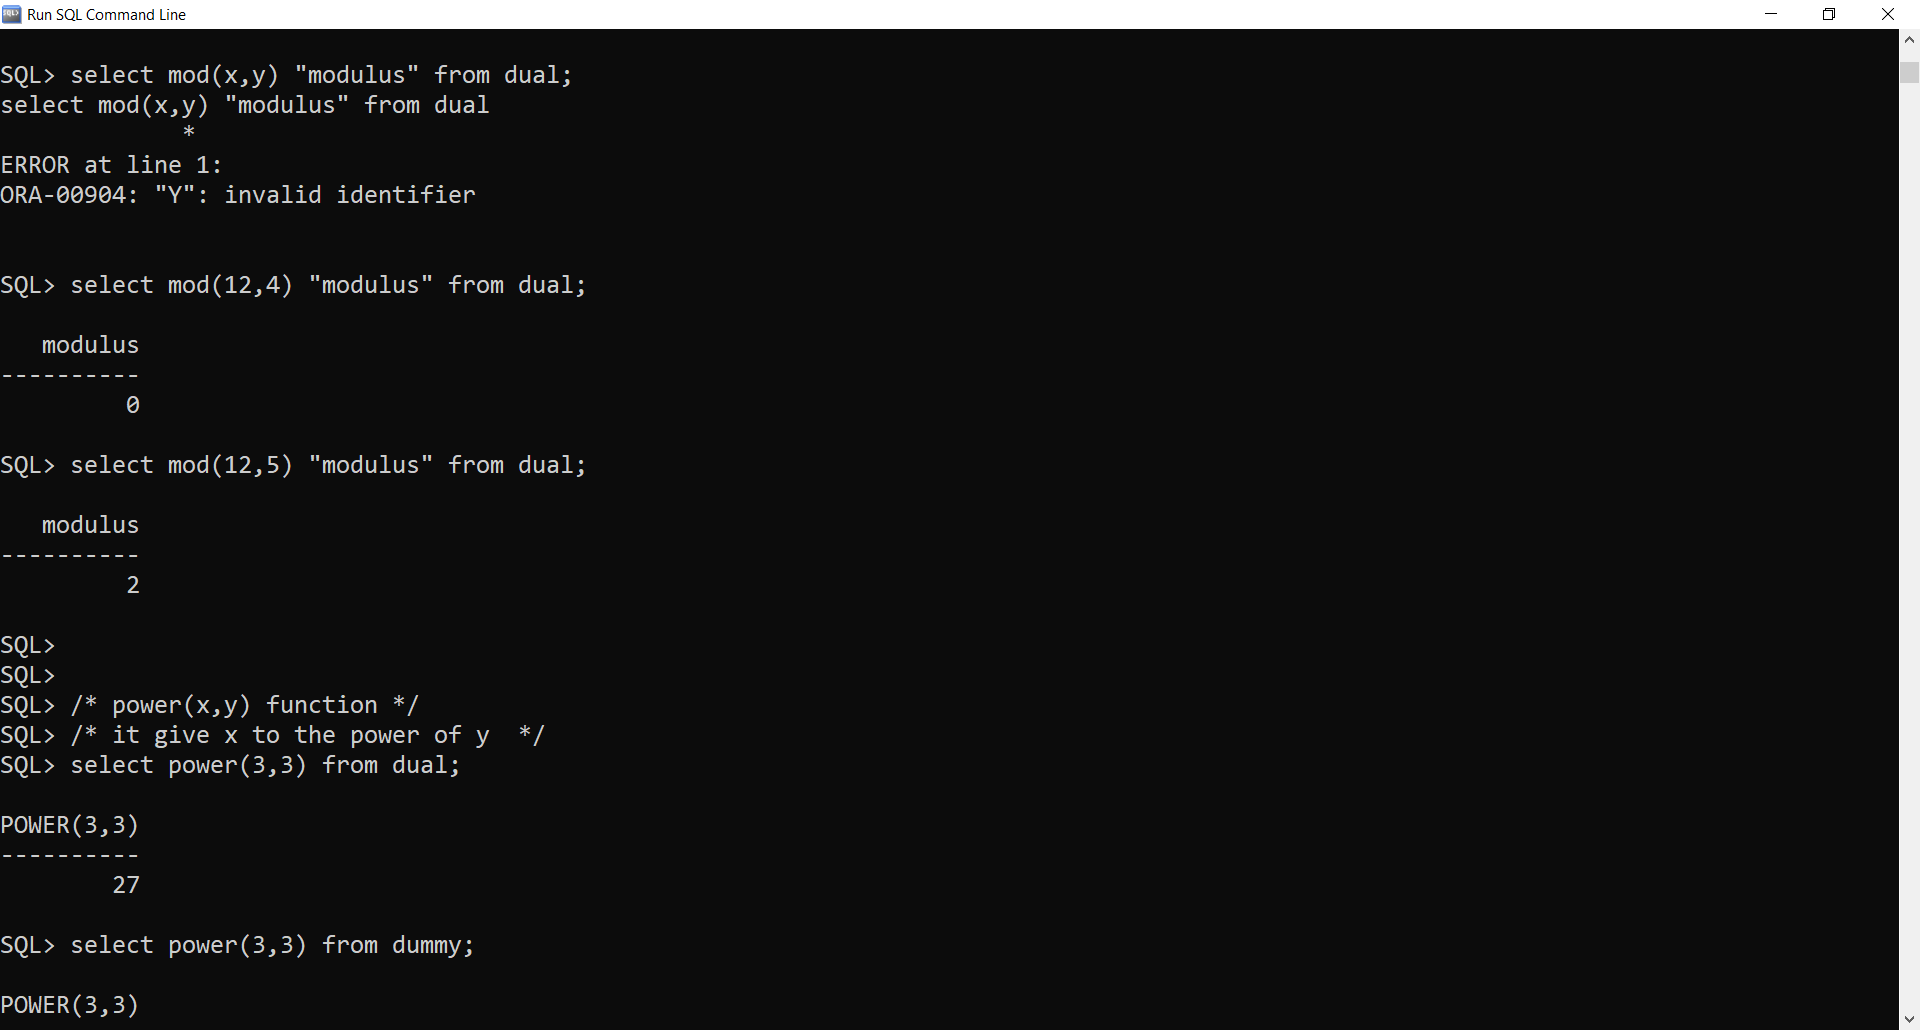 Run SQL Command Line
SQL> select mod(x,y) "modulus" from dual;
select mod(x,y) "modulus" from dual
             *
ERROR at line 1:
ORA-00904: "Y": invalid identifier
SQL> select mod(12,4) "modulus" from dual;
   modulus
----------
         0
SQL> select mod(12,5) "modulus" from dual;
   modulus
----------
         2
SQL>
SQL>
SQL> /* power(x,y) function */
SQL> /* it give x to the power of y  */
SQL> select power(3,3) from dual;
POWER(3,3)
----------
        27
SQL> select power(3,3) from dummy;
POWER(3,3)